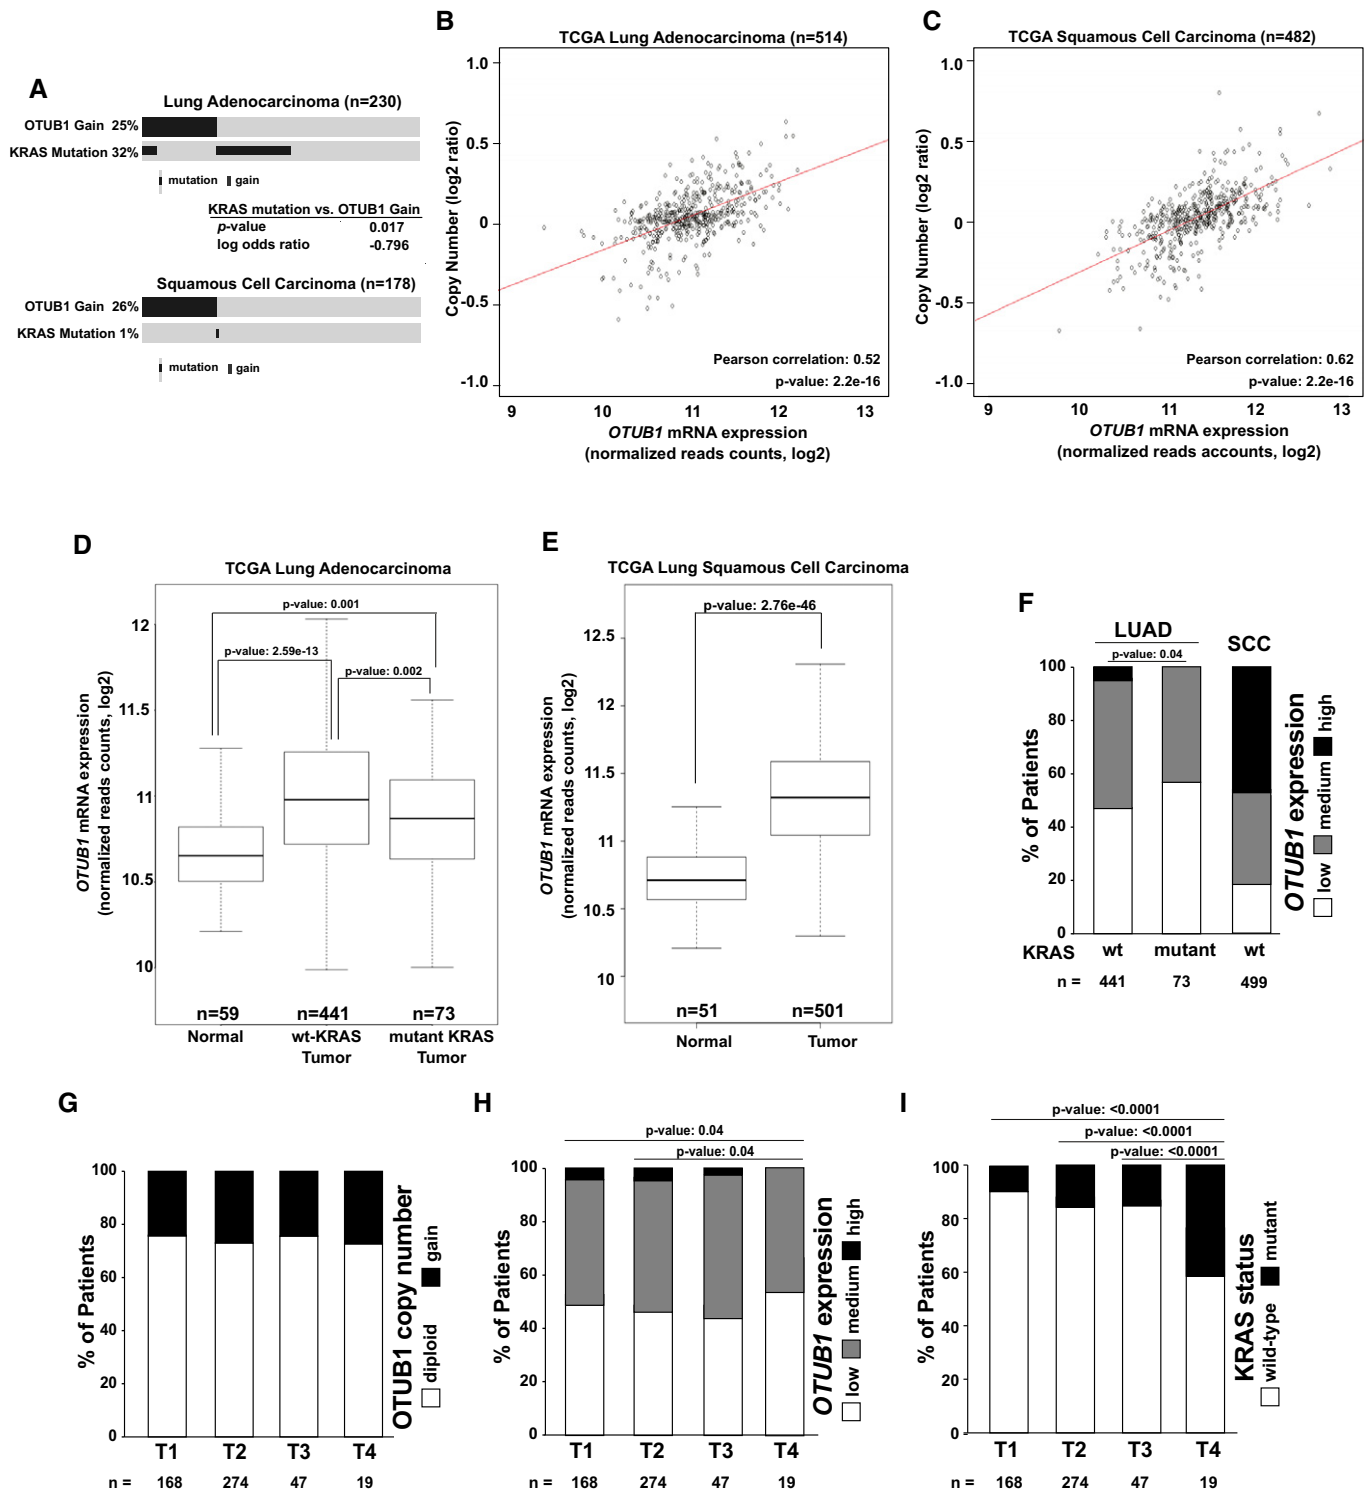 A
Lung Adenocarcinoma (n=230)
OTUB1 Gain 25%
KRAS Mutation 32%
mutation gain
KRAS mutation vs. OTUB1 Gain
p-value 0.017
log odds ratio -0.796
Squamous Cell Carcinoma (n=178)
OTUB1 Gain 26%
KRAS Mutation 1%
mutation gain
B
TCGA Lung Adenocarcinoma (n=514)
Copy Number (log2 ratio)
1.0
0.5
0
-0.5
-1.0
Pearson correlation: 0.52
p-value: 2.2e-16
9 10 11 12 13
OTUB1 mRNA expression
(normalized reads counts, log2)
C
TCGA Squamous Cell Carcinoma (n=482)
Copy Number (log2 ratio)
1.0
0.5
0
-0.5
-1.0
Pearson correlation: 0.62
p-value: 2.2e-16
9 10 11 12 13
OTUB1 mRNA expression
(normalized reads accounts, log2)
D
TCGA Lung Adenocarcinoma
OTUB1 mRNA expression
(normalized reads counts, log2)
12
11.5
11
10.5
10
p-value: 0.001
p-value: 2.59e-13
p-value: 0.002
n=59 n=441 n=73
Normal wt-KRAS mutant KRAS
Tumor Tumor
E
TCGA Lung Squamous Cell Carcinoma
OTUB1 mRNA expression
(normalized reads counts, log2)
12.5
12
11.5
11
10.5
10
p-value: 2.76e-46
n=51 n=501
Normal Tumor
F
LUAD SCC
p-value: 0.04
% of Patients
100
80
60
40
20
0
KRAS wt mutant wt
n = 441 73 499
OTUB1 expression
low medium high
G
% of Patients
100
80
60
40
20
0
T1 T2 T3 T4
n = 168 274 47 19
OTUB1 copy number
diploid gain
H
p-value: 0.04
p-value: 0.04
% of Patients
100
80
60
40
20
0
T1 T2 T3 T4
n = 168 274 47 19
OTUB1 expression
low medium high
I
p-value: <0.0001
p-value: <0.0001
p-value: <0.0001
% of Patients
100
80
60
40
20
0
T1 T2 T3 T4
n = 168 274 47 19
KRAS status
wild-type mutant